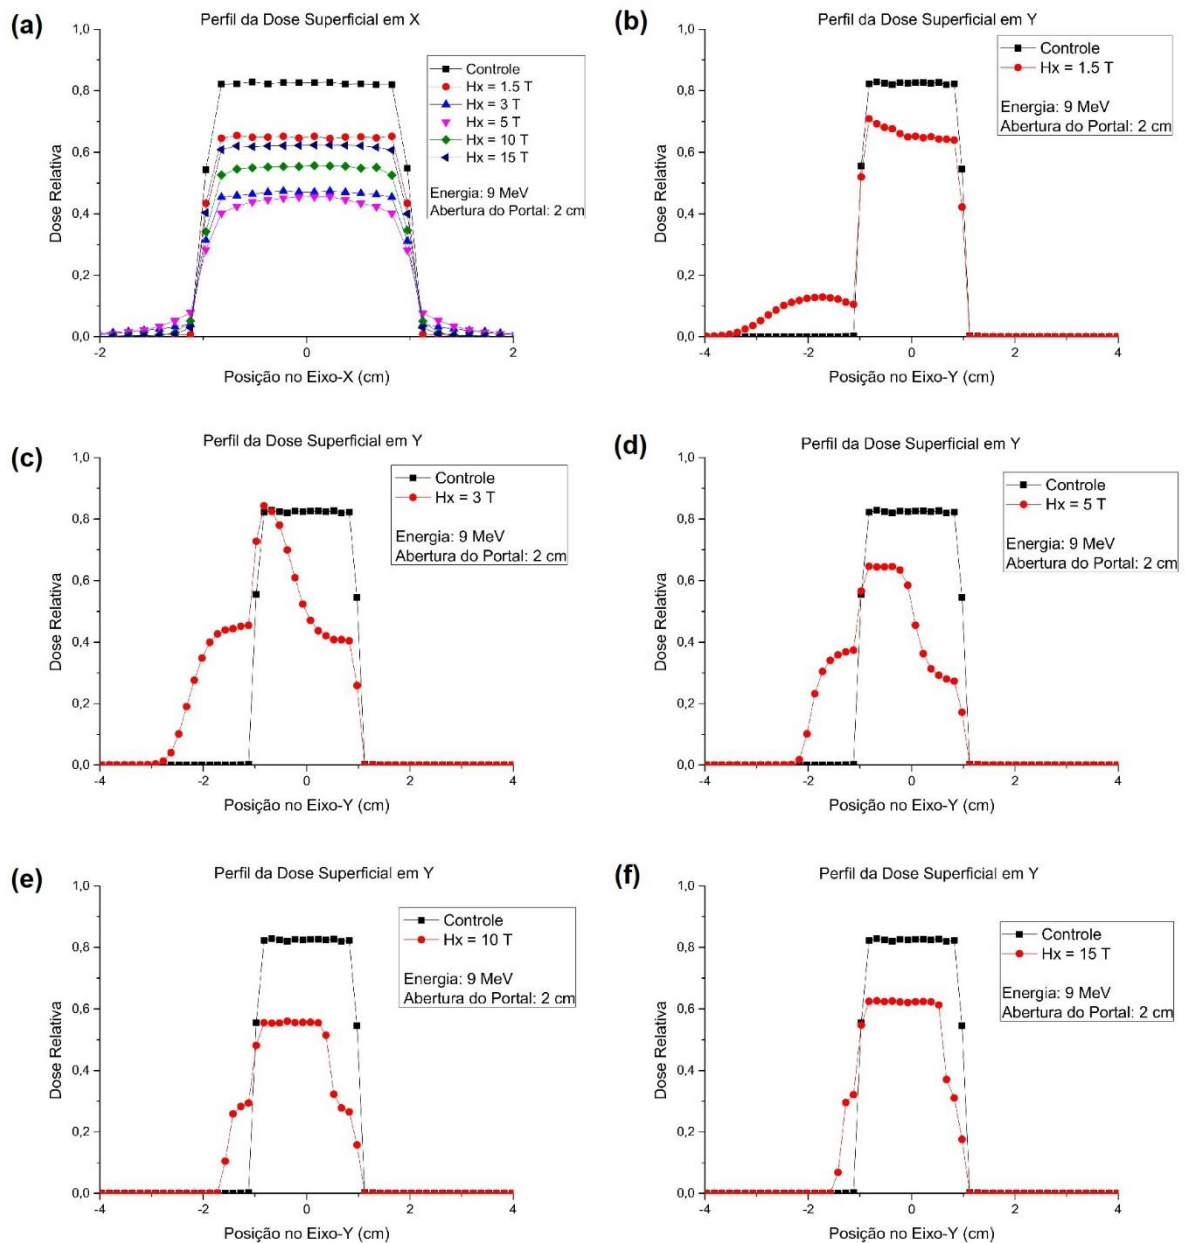 (a)
Perfil da Dose Superficial em X
Dose Relativa
1,0
0,8
0,6
0,4
0,2
0,0
-2
0
2
Posição no Eixo-X (cm)
Controle
Hx = 1.5 T
Hx = 3 T
Hx = 5 T
Hx = 10 T
Hx = 15 T
Energia: 9 MeV
Abertura do Portal: 2 cm
(b)
Perfil da Dose Superficial em Y
Dose Relativa
1,0
0,8
0,6
0,4
0,2
0,0
-4
-2
0
2
4
Posição no Eixo-Y (cm)
Controle
Hx = 1.5 T
Energia: 9 MeV
Abertura do Portal: 2 cm
(c)
Perfil da Dose Superficial em Y
Dose Relativa
1,0
0,8
0,6
0,4
0,2
0,0
-4
-2
0
2
4
Posição no Eixo-Y (cm)
Controle
Hx = 3 T
Energia: 9 MeV
Abertura do Portal: 2 cm
(d)
Perfil da Dose Superficial em Y
Dose Relativa
1,0
0,8
0,6
0,4
0,2
0,0
-4
-2
0
2
4
Posição no Eixo-Y (cm)
Controle
Hx = 5 T
Energia: 9 MeV
Abertura do Portal: 2 cm
(e)
Perfil da Dose Superficial em Y
Dose Relativa
1,0
0,8
0,6
0,4
0,2
0,0
-4
-2
0
2
4
Posição no Eixo-Y (cm)
Controle
Hx = 10 T
Energia: 9 MeV
Abertura do Portal: 2 cm
(f)
Perfil da Dose Superficial em Y
Dose Relativa
1,0
0,8
0,6
0,4
0,2
0,0
-4
-2
0
2
4
Posição no Eixo-Y (cm)
Controle
Hx = 15 T
Energia: 9 MeV
Abertura do Portal: 2 cm